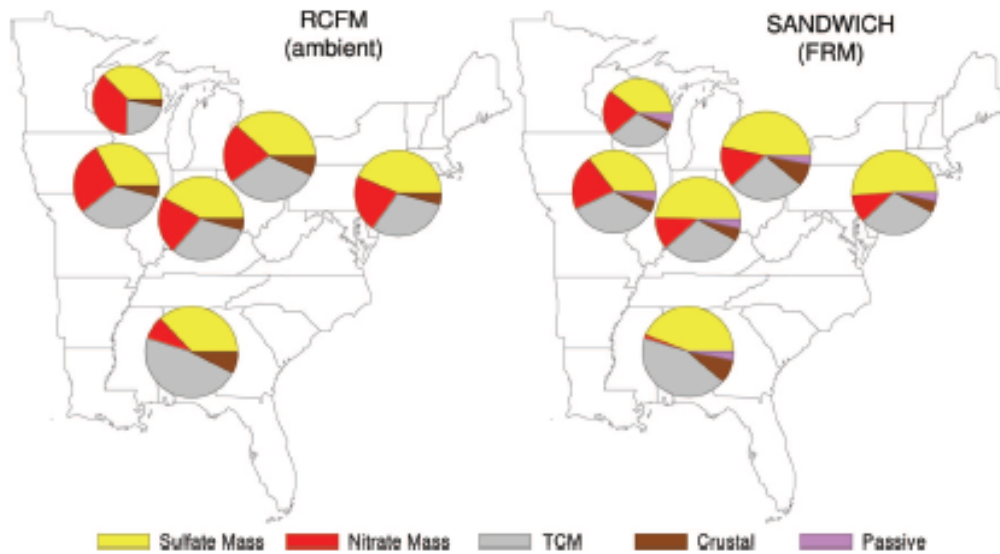 RCFM
(ambient)
SANDWICH
(FRM)
Sulfate Mass
Nitrate Mass
TCM
Crustal
Passive